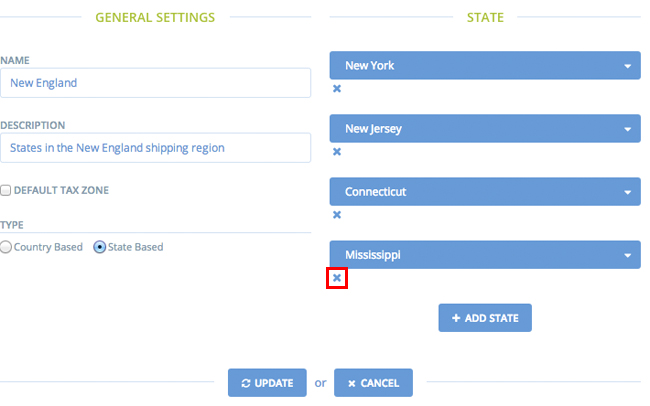 GENERAL SETTINGS
NAME
New England
DESCRIPTION
States in the New England shipping region
DEFAULT TAX ZONE
TYPE
Country Based State Based
STATE
New York
New Jersey
Connecticut
Mississippi
ADD STATE
UPDATE or CANCEL